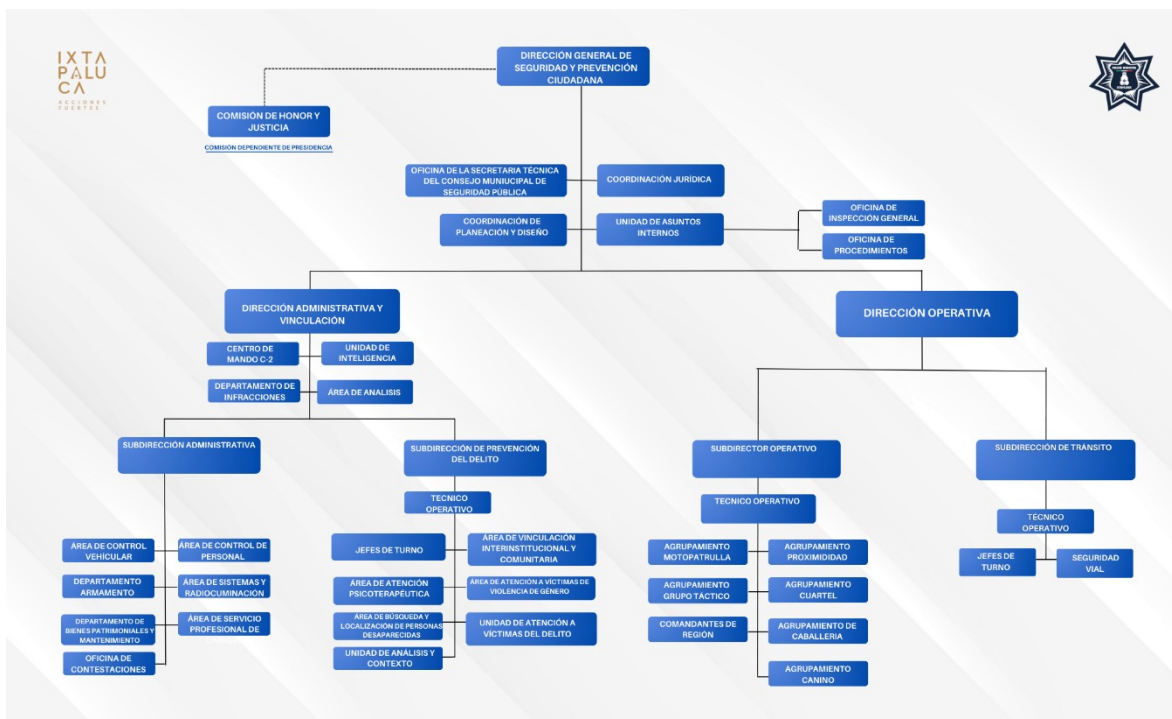 IXTA
PALU
CA
ACCIONES
FUERTES
DIRECCIÓN GENERAL DE
SEGURIDAD Y PREVENCIÓN
CIUDADANA
COMISIÓN DE HONOR Y
JUSTICIA
COMISIÓN DEPENDIENTE DE PRESIDENCIA
OFICINA DE LA SECRETARIA TÉCNICA
DEL CONSEJO MUNIUCIPAL DE
SEGURIDAD PÚBLICA
COORDINACIÓN JURÍDICA
COORDINACIÓN DE
PLANEACIÓN Y DISEÑO
UNIDAD DE ASUNTOS
INTERNOS
OFICINA DE
INSPECCIÓN GENERAL
OFICINA DE
PROCEDIMIENTOS
DIRECCIÓN ADMINISTRATIVA Y
VINCULACIÓN
DIRECCIÓN OPERATIVA
CENTRO DE
MANDO C-2
UNIDAD DE
INTELIGENCIA
DEPARTAMENTO DE
INFRACCIONES
ÁREA DE ANALISIS
SUBDIRECCIÓN ADMINISTRATIVA
SUBDIRECCIÓN DE PREVENCIÓN
DEL DELITO
SUBDIRECTOR OPERATIVO
SUBDIRECCIÓN DE TRÁNSITO
TECNICO
OPERATIVO
TECNICO OPERATIVO
TÉCNICO
OPERATIVO
ÁREA DE CONTROL
VEHÍCULAR
ÁREA DE CONTROL DE
PERSONAL
DEPARTAMENTO
ARMAMENTO
ÁREA DE SISTEMAS Y
RADIOCUMINACIÓN
DEPARTAMENTO DE
BIENES PATRIMONIALES Y
MANTENIMIENTO
ÁREA DE SERVICIO
PROFESIONAL DE
OFICINA DE
CONTESTACIONES
JEFES DE TURNO
ÁREA DE VINCULACIÓN
INTERINSTITUCIONAL Y
COMUNITARIA
ÁREA DE ATENCIÓN
PSICOTERAPÉUTICA
ÁREA DE ATENCIÓN A VÍCTIMAS DE
VIOLENCIA DE GÉNERO
ÁREA DE BÚSQUEDA Y
LOCALIZACIÓN DE PERSONAS
DESAPARECIDAS
UNIDAD DE ATENCIÓN A
VÍCTIMAS DEL DELITO
UNIDAD DE ANÁLISIS Y
CONTEXTO
AGRUPAMIENTO
MOTOPATRULLA
AGRUPAMIENTO
PROXIMIDIDAD
AGRUPAMIENTO
GRUPO TÁCTICO
AGRUPAMIENTO
CUARTEL
COMANDANTES DE
REGIÓN
AGRUPAMIENTO DE
CABALLERIA
AGRUPAMIENTO
CANINO
JEFES DE
TURNO
SEGURIDAD
VIAL